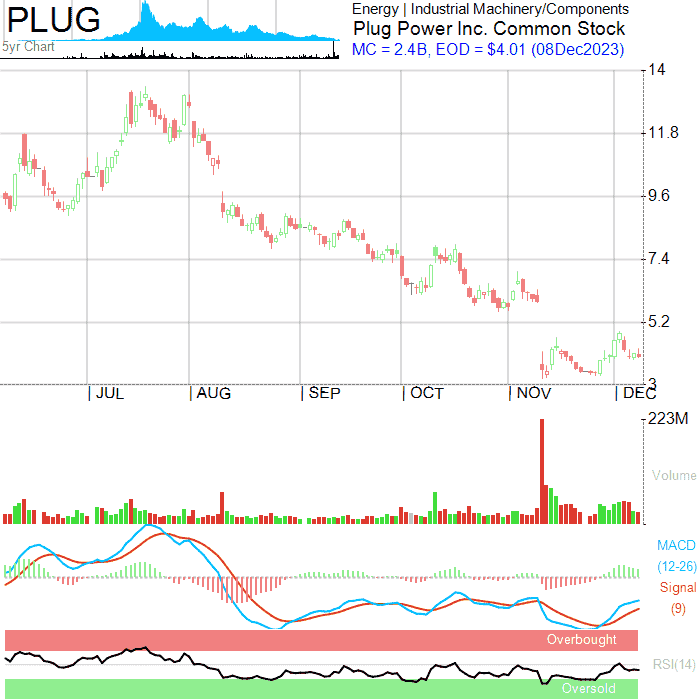 PLUG
5yr Chart
Energy | Industrial Machinery/Components
Plug Power Inc. Common Stock
MC = 2.4B, EOD = $4.01 (08Dec2023)
14
11.8
9.6
7.4
5.2
3
| JUL | AUG | SEP | OCT | NOV | DEC
223M
Volume
MACD
(12-26)
Signal
(9)
Overbought
RSI(14)
Oversold